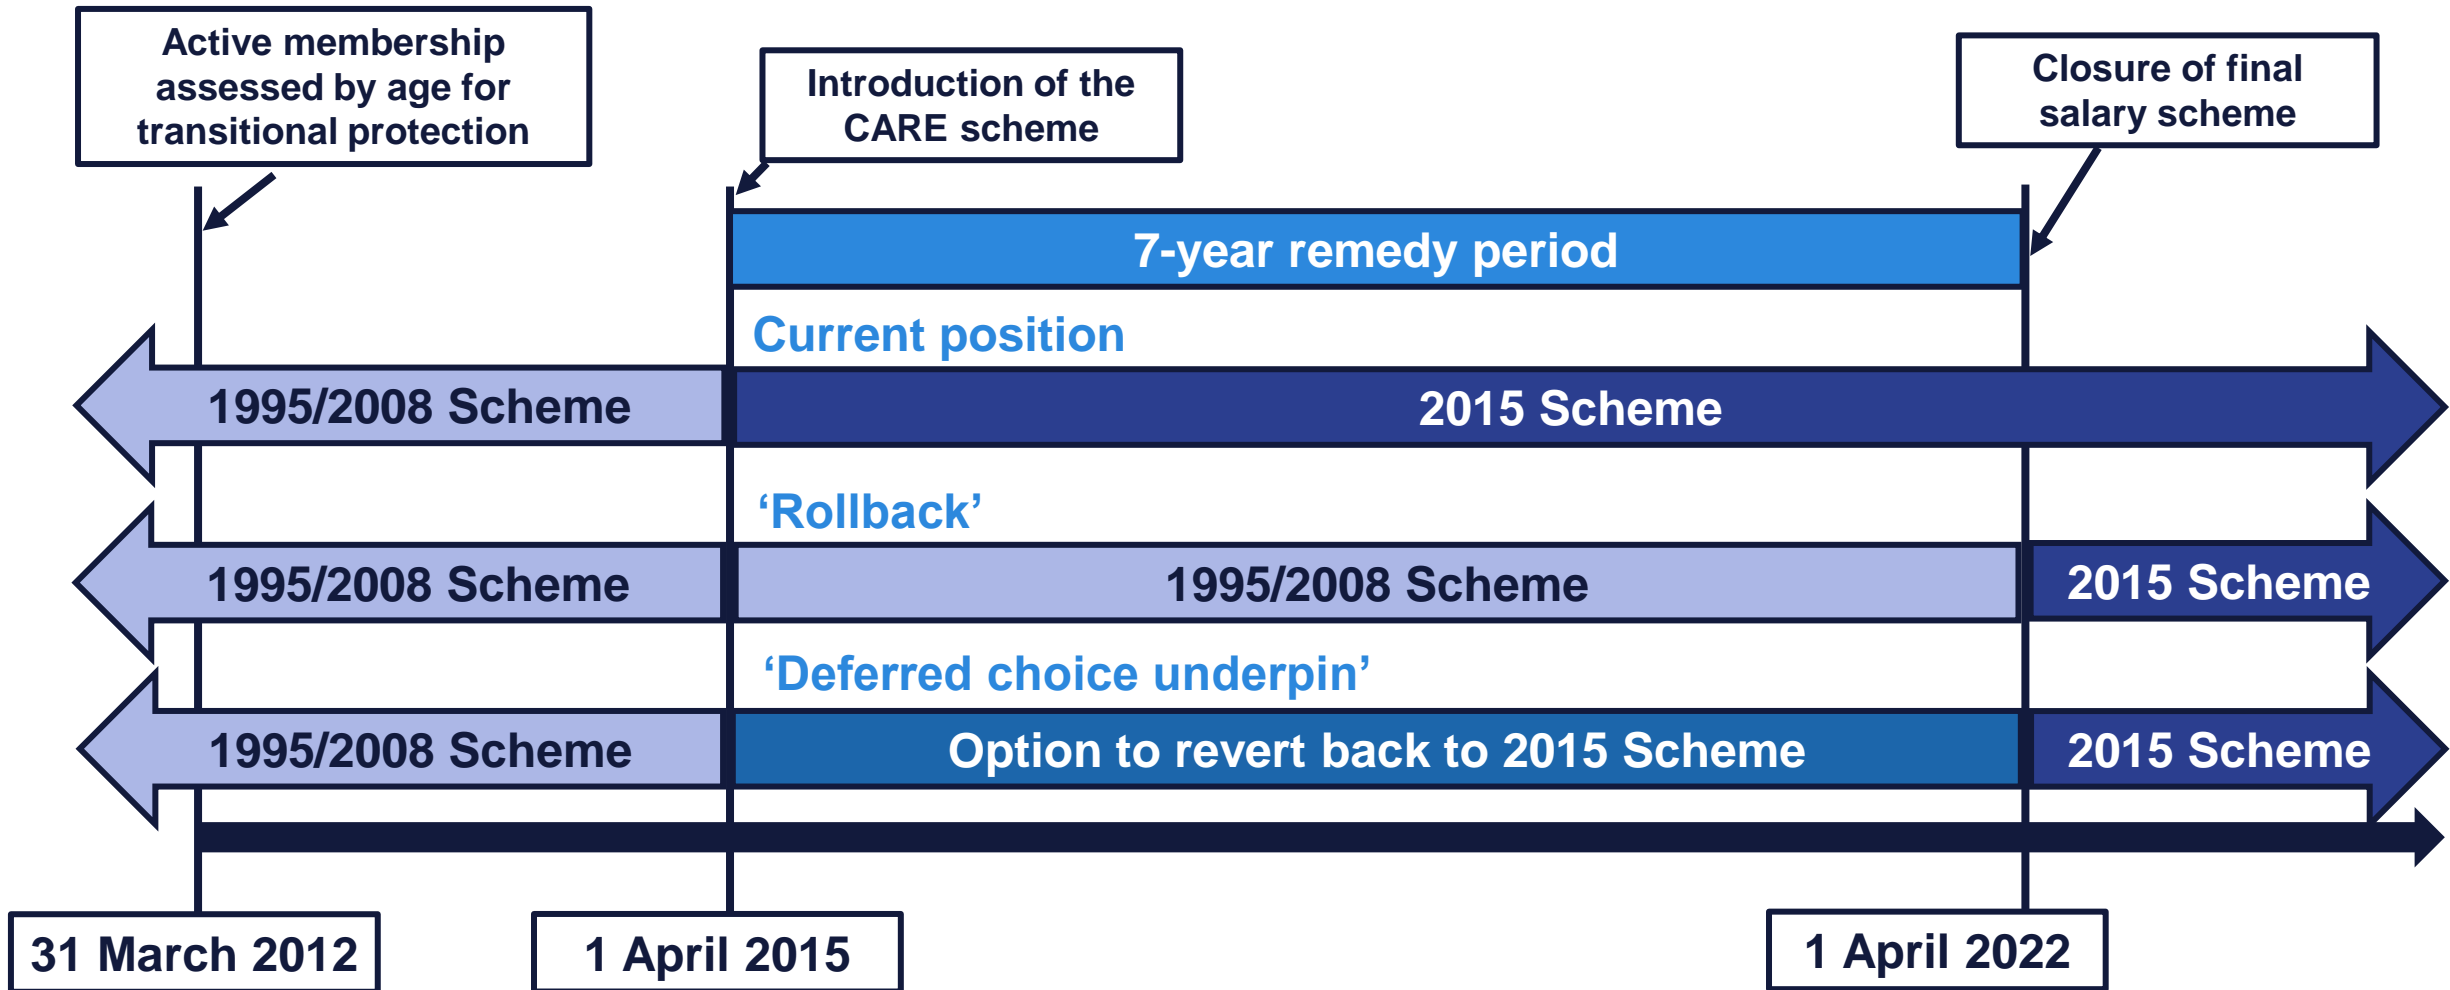 Active membership
assessed by age for
transitional protection
Introduction of the
CARE scheme
Closure of final
salary scheme
7-year remedy period
Current position
1995/2008 Scheme
2015 Scheme
‘Rollback’
1995/2008 Scheme
1995/2008 Scheme
2015 Scheme
‘Deferred choice underpin’
1995/2008 Scheme
Option to revert back to 2015 Scheme
2015 Scheme
31 March 2012
1 April 2015
1 April 2022